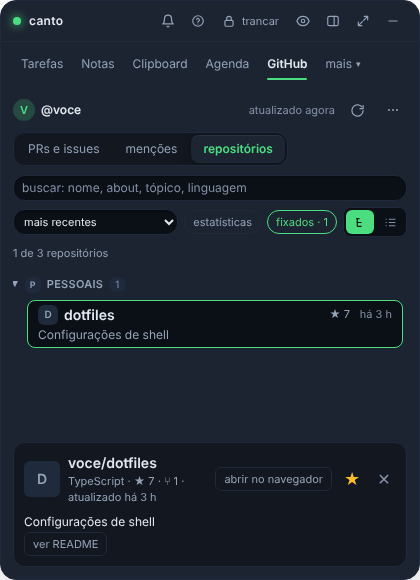 canto
trancar
Tarefas Notas Clipboard Agenda GitHub mais ▾
V @voce atualizado agora
PRs e issues menções repositórios
buscar: nome, about, tópico, linguagem
mais recentes estatísticas fixados · 1
1 de 3 repositórios
▾ P PESSOAIS 1
D dotfiles ★ 7 há 3 h
Configurações de shell
D
voce/dotfiles
TypeScript · ★ 7 · ⑂ 1 ·
atualizado há 3 h
abrir no navegador ★ ✕
Configurações de shell
ver README